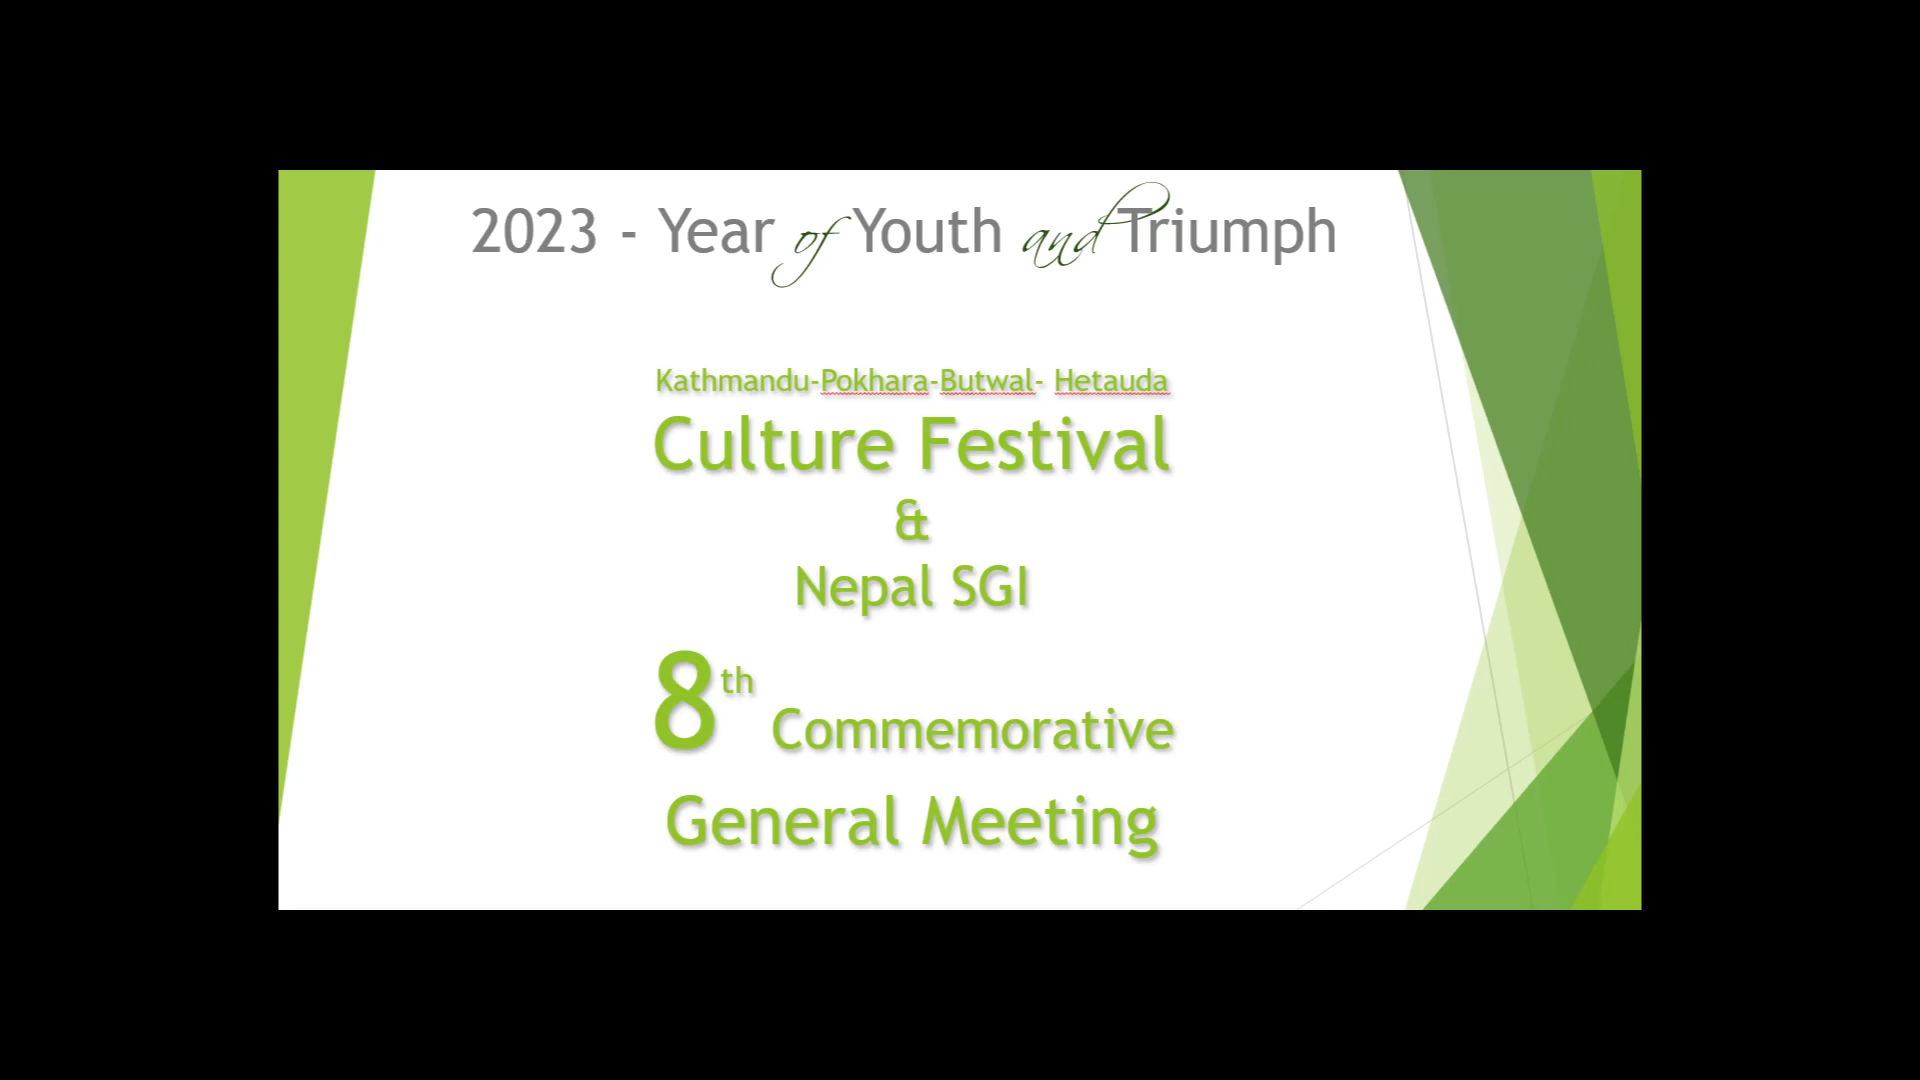 2023 - Year of Youth and Triumph
Kathmandu-Pokhara-Butwal- Hetauda
Culture Festival
&
Nepal SGI
8th Commemorative
General Meeting